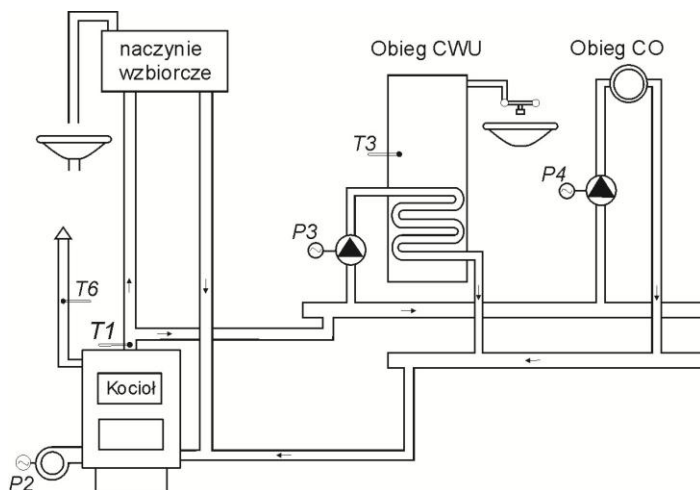 naczynie
wzbiorcze
Obieg CWU
Obieg CO
T3
P4
P3
T6
T1
Kocioł
P2